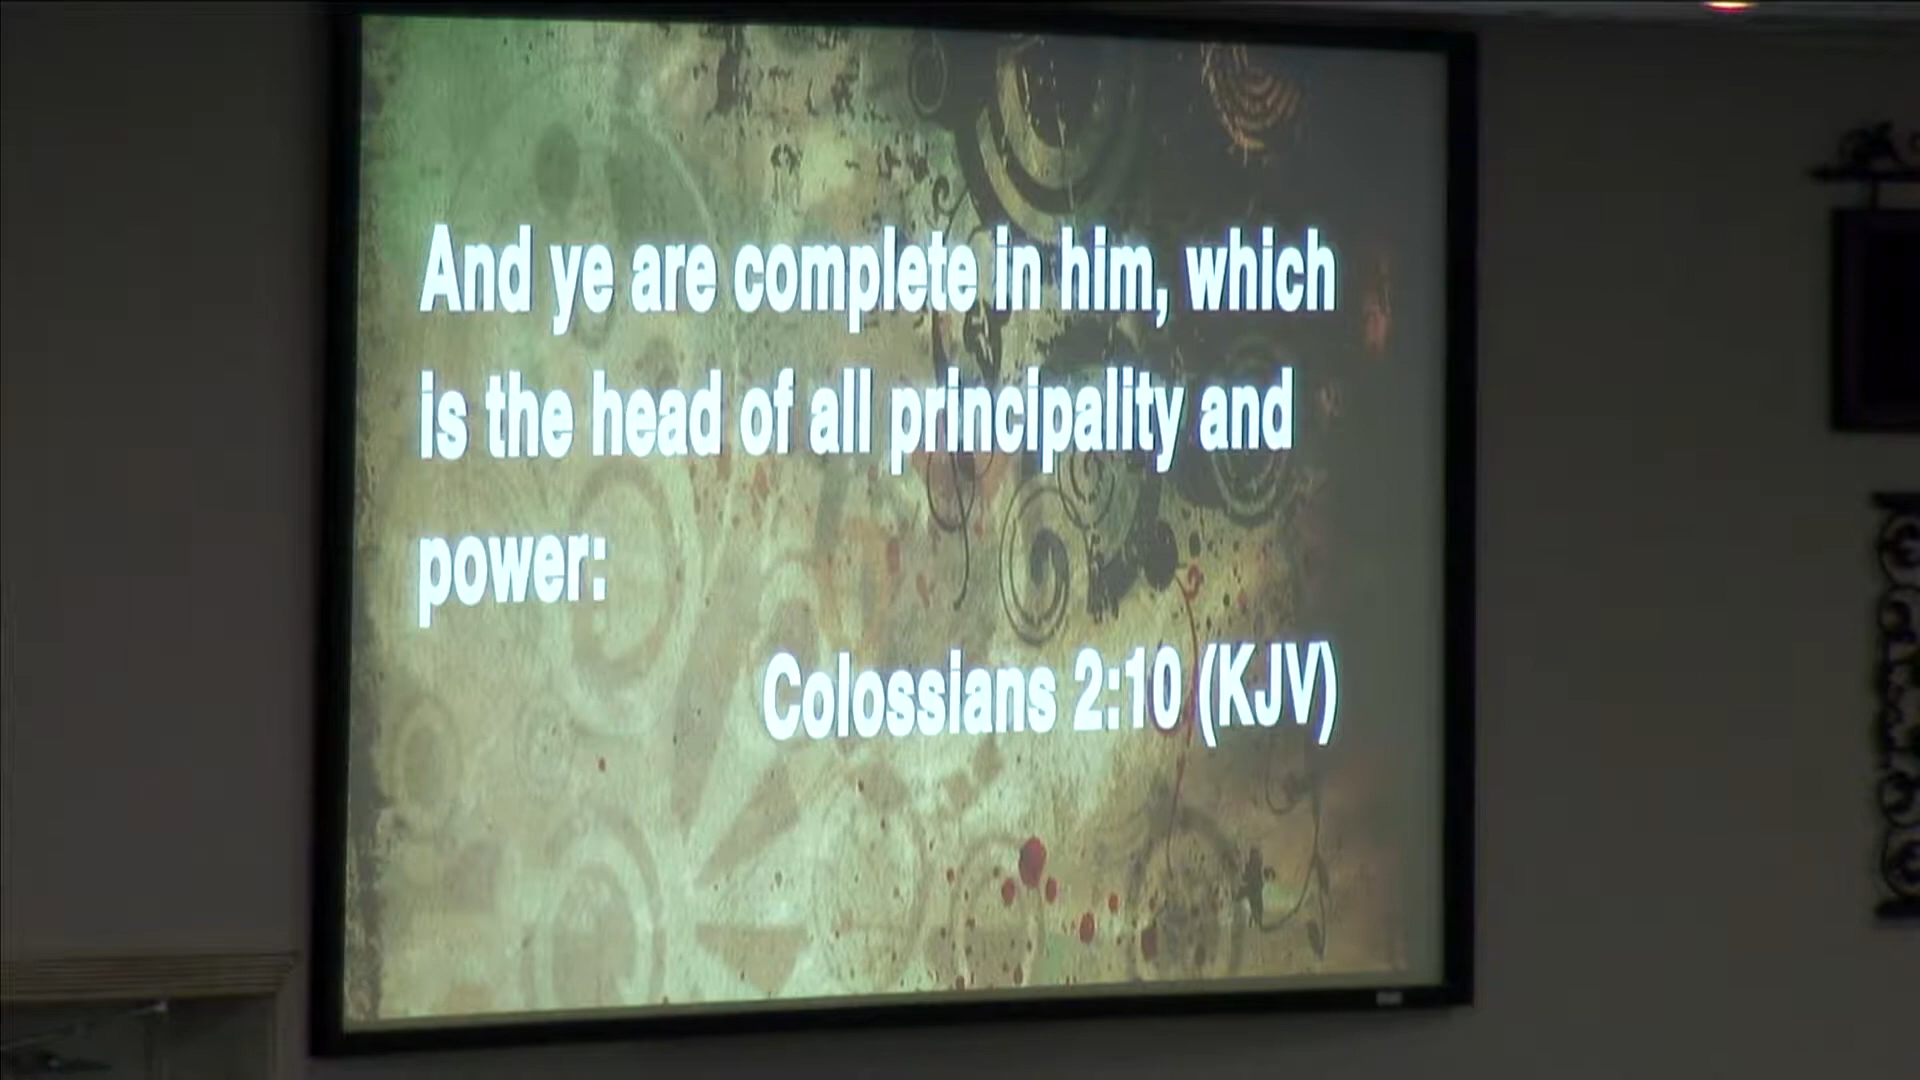 And ye are complete in him, which
is the head of all principality and
power:
Colossians 2:10 (KJV)